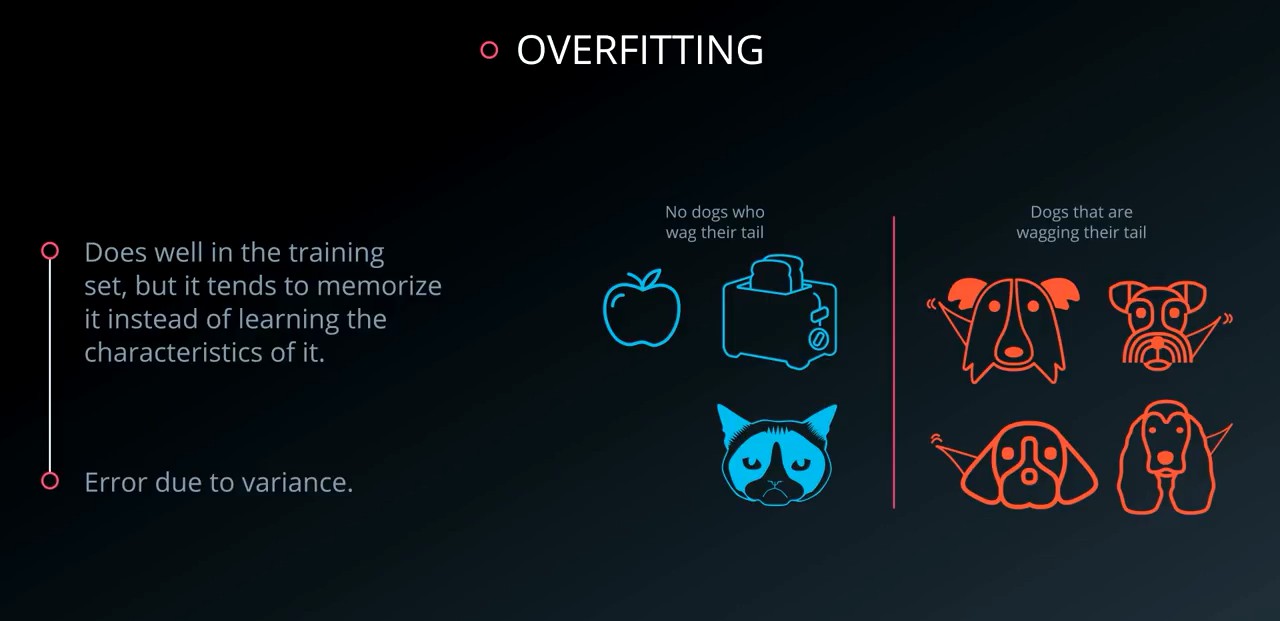 OVERFITTING
Does well in the training
set, but it tends to memorize
it instead of learning the
characteristics of it.
Error due to variance.
No dogs who
wag their tail
Dogs that are
wagging their tail